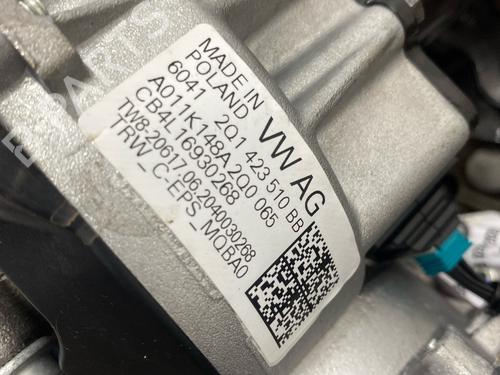 MADE IN
POLAND
VW AG
6041 2Q1 423 510 BB
A011K148A 2Q0 065
CB4L16930268
TW8-20617.06.2040030268
TRW_C-EPS_MQBA0